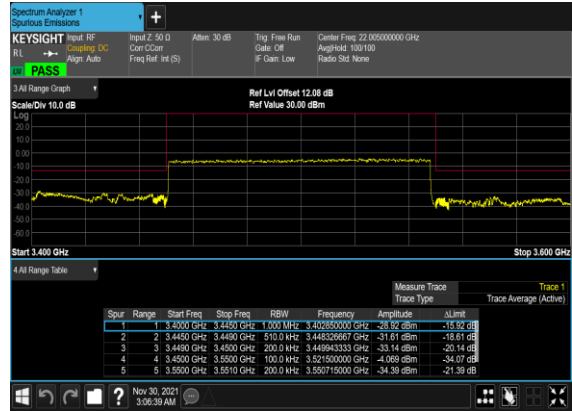 Spectrum Analyzer 1
Spurious Emissions
+
KEYSIGHT Input: RF Input Z: 50 Ω Atten: 30 dB Trig: Free Run Center Freq: 22.005000000 GHz
RL Coupling: DC Corr CCorr Gate: Off Avg|Hold: 100/100
Align: Auto Freq Ref: Int (S) IF Gain: Low Radio Std: None
PASS
3 All Range Graph
Ref Lvl Offset 12.08 dB
Scale/Div 10.0 dB Ref Value 30.00 dBm
Log
20.0
10.0
0.00
-10.0
-20.0
-30.0
-40.0
-50.0
-60.0
Start 3.400 GHz Stop 3.600 GHz
4 All Range Table
Measure Trace Trace 1
Trace Type Trace Average (Active)
Spur Range Start Freq Stop Freq RBW Frequency Amplitude ΔLimit
1 1 3.4000 GHz 3.4450 GHz 1.000 MHz 3.402850000 GHz -28.92 dBm -15.92 dB
2 2 3.4450 GHz 3.4490 GHz 510.0 kHz 3.448326667 GHz -31.61 dBm -18.61 dB
3 3 3.4490 GHz 3.4500 GHz 200.0 kHz 3.449943333 GHz -33.14 dBm -20.14 dB
4 4 3.4500 GHz 3.5500 GHz 100.0 kHz 3.521500000 GHz -4.069 dBm -34.07 dB
5 5 3.5500 GHz 3.5510 GHz 200.0 kHz 3.550715000 GHz -34.39 dBm -21.39 dB
? Nov 30, 2021
3:06:39 AM